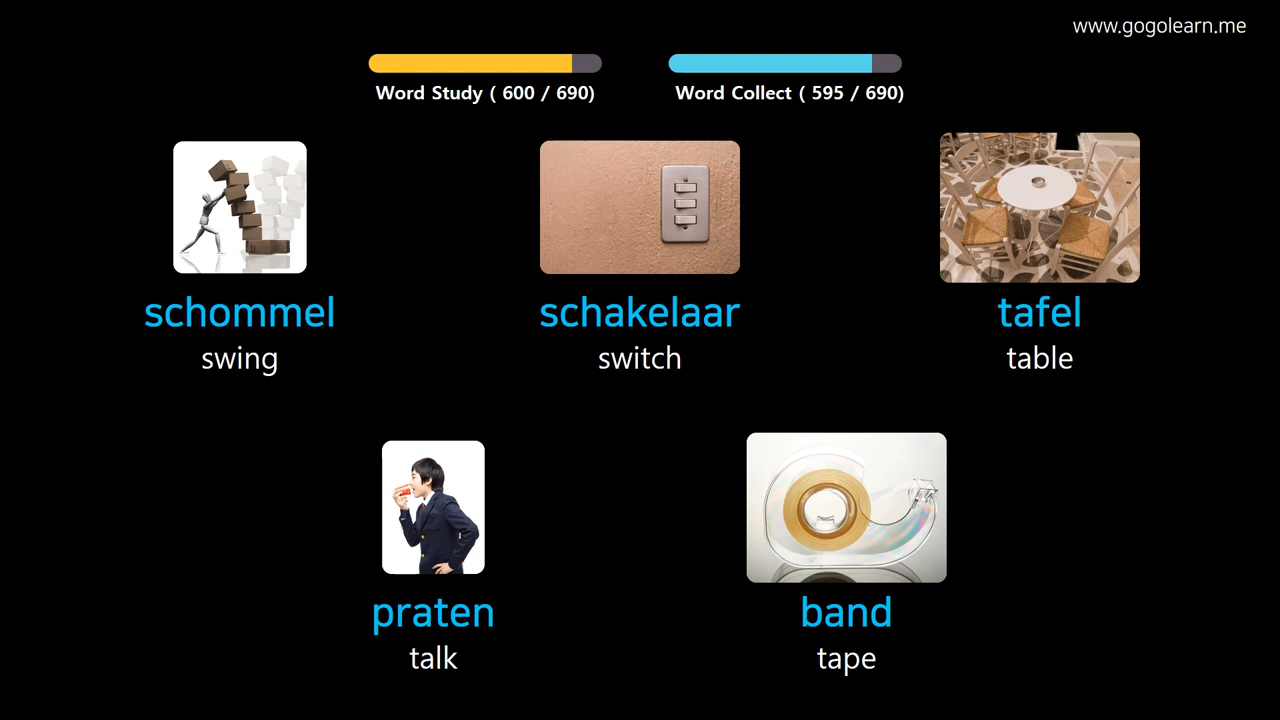 www.gogolearn.me
Word Study ( 600 / 690)
Word Collect ( 595 / 690)
schommel
swing
schakelaar
switch
tafel
table
praten
talk
band
tape